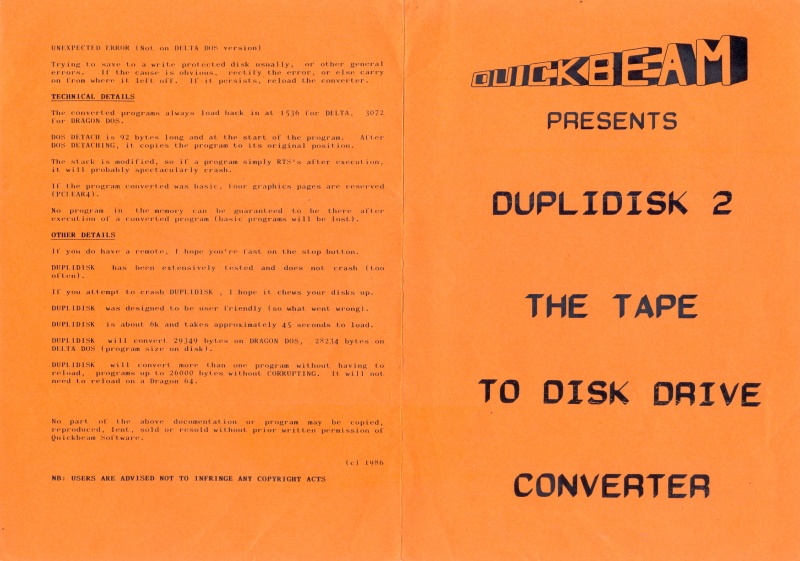 UNEXPECTED ERROR (Not on DELTA DOS version)
Trying to save to a write protected disk usually, or other general
errors. If the cause is obvious, rectify the error, or else carry
on from where it left off. If it persists, reload the converter.
TECHNICAL DETAILS
The converted programs always load back in at 1536 for DELTA, 3072
for DRAGON DOS.
DOS DETACH is 92 bytes long and at the start of the program. After
DOS DETACHING, it copies the program to its original position.
The stack is modified, so if a program simply RTS's after execution,
it will probably spectacularly crash.
If the program converted was basic, four graphics pages are reserved
(PCLEAR4).
No program in the memory can be guaranteed to be there after
execution of a converted program (basic programs will be lost).
OTHER DETAILS
If you do have a remote, I hope you're fast on the stop button.
DUPLIDISK has been extensively tested and does not crash (too
often).
If you attempt to crash DUPLIDISK , I hope it chews your disks up.
DUPLIDISK was designed to be user friendly (so what went wrong).
DUPLIDISK is about 6k and takes approximately 45 seconds to load.
DUPLIDISK will convert 29349 bytes on DRAGON DOS, 28234 bytes on
DELTA DOS (program size on disk).
DUPLIDISK will convert more than one program without having to
reload, programs up to 26000 bytes without CORRUPTING. It will not
need to reload on a Dragon 64.
No part of the above documentation or program may be copied,
reproduced, lent, sold or resold without prior written permission of
Quickbeam Software.
(c) 1986
NB: USERS ARE ADVISED NOT TO INFRINGE ANY COPYRIGHT ACTS
QUICKBEAM
PRESENTS
DUPLIDISK 2
THE TAPE
TO DISK DRIVE
CONVERTER